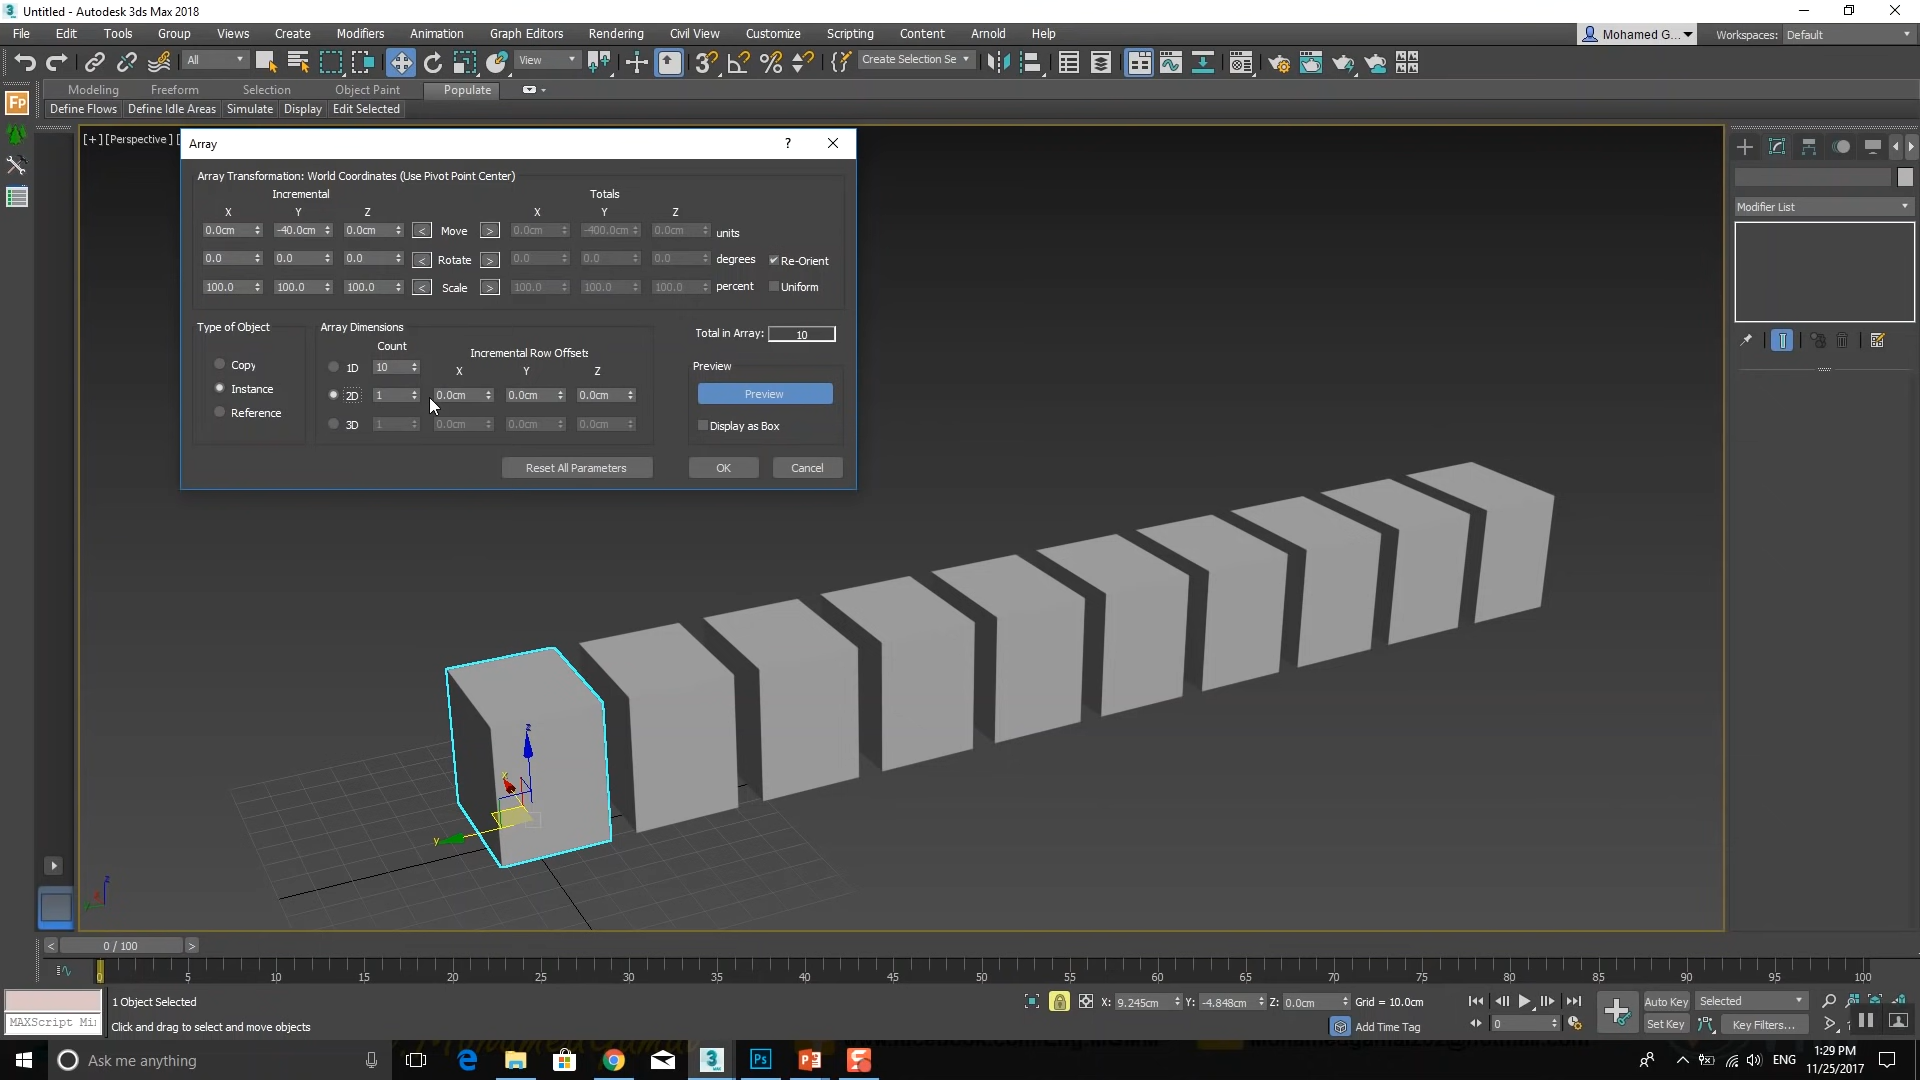 Untitled - Autodesk 3ds Max 2018
File Edit Tools Group Views Create Modifiers Animation Graph Editors Rendering Civil View Customize Scripting Content Arnold Help
Mohamed G... Workspaces: Default
All View Create Selection Se
Modeling Freeform Selection Object Paint Populate
Define Flows Define Idle Areas Simulate Display Edit Selected
[+][Perspective][
Array ?
Array Transformation: World Coordinates (Use Pivot Point Center)
Incremental Totals
X Y Z X Y Z
0.0cm -40.0cm 0.0cm < Move > 0.0cm -400.0cm 0.0cm units
0.0 0.0 0.0 < Rotate > 0.0 0.0 0.0 degrees Re-Orient
100.0 100.0 100.0 < Scale > 100.0 100.0 100.0 percent Uniform
Type of Object Array Dimensions Total in Array: 10
Count Incremental Row Offsets
X Y Z
Copy 1D 10 Preview
Instance 2D 1 0.0cm 0.0cm 0.0cm Preview
Reference 3D 1 0.0cm 0.0cm 0.0cm Display as Box
Reset All Parameters OK Cancel
Modifier List
z
x
y
z
x
y
< 0 / 100 >
0 5 10 15 20 25 30 35 40 45 50 55 60 65 70 75 80 85 90 95 100
1 Object Selected X: 9.245cm Y: -4.848cm Z: 0.0cm Grid = 10.0cm Auto Key Selected
MAXScript Mi Click and drag to select and move objects Add Time Tag 0 Set Key Key Filters...
Ask me anything ENG 1:29 PM
11/25/2017